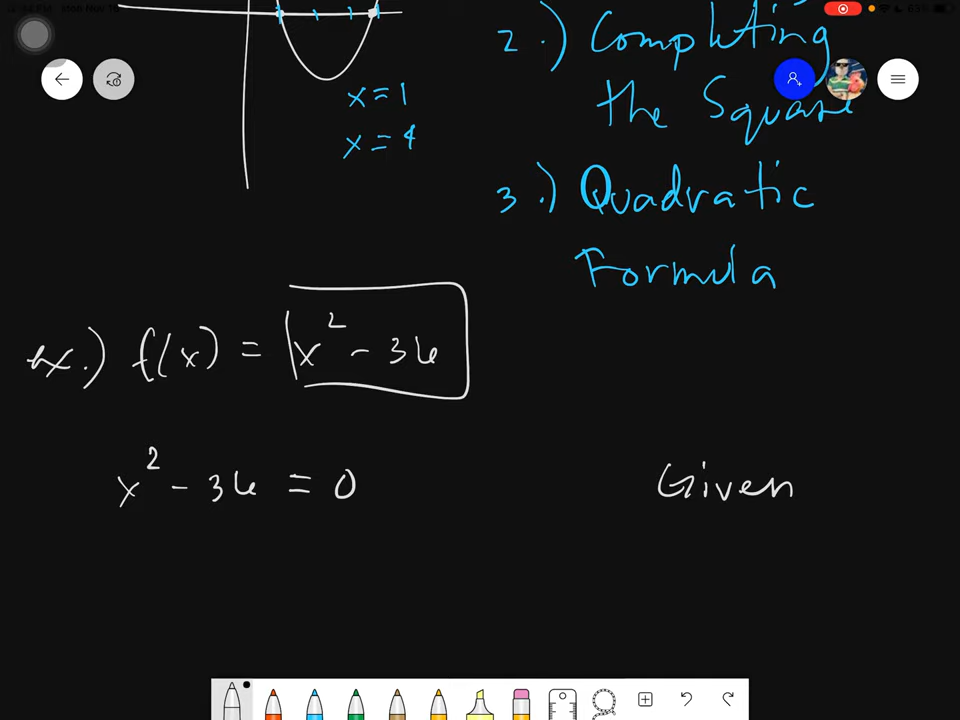 2.) Completing
the Square
x=1
x=4
3.) Quadratic
Formula
ex.) f(x) = x² - 36
x² - 36 = 0 Given